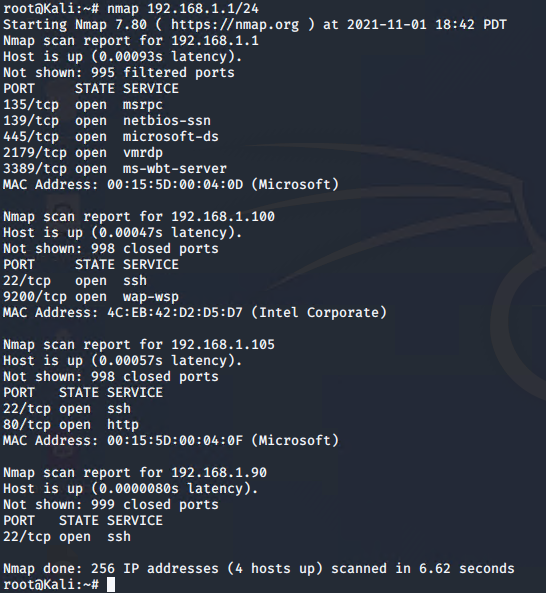 root@Kali:~# nmap 192.168.1.1/24
Starting Nmap 7.80 ( https://nmap.org ) at 2021-11-01 18:42 PDT
Nmap scan report for 192.168.1.1
Host is up (0.00093s latency).
Not shown: 995 filtered ports
PORT     STATE SERVICE
135/tcp  open  msrpc
139/tcp  open  netbios-ssn
445/tcp  open  microsoft-ds
2179/tcp open  vmrdp
3389/tcp open  ms-wbt-server
MAC Address: 00:15:5D:00:04:0D (Microsoft)

Nmap scan report for 192.168.1.100
Host is up (0.00047s latency).
Not shown: 998 closed ports
PORT     STATE SERVICE
22/tcp   open  ssh
9200/tcp open  wap-wsp
MAC Address: 4C:EB:42:D2:D5:D7 (Intel Corporate)

Nmap scan report for 192.168.1.105
Host is up (0.00057s latency).
Not shown: 998 closed ports
PORT   STATE SERVICE
22/tcp open  ssh
80/tcp open  http
MAC Address: 00:15:5D:00:04:0F (Microsoft)

Nmap scan report for 192.168.1.90
Host is up (0.0000080s latency).
Not shown: 999 closed ports
PORT   STATE SERVICE
22/tcp open  ssh

Nmap done: 256 IP addresses (4 hosts up) scanned in 6.62 seconds
root@Kali:~#